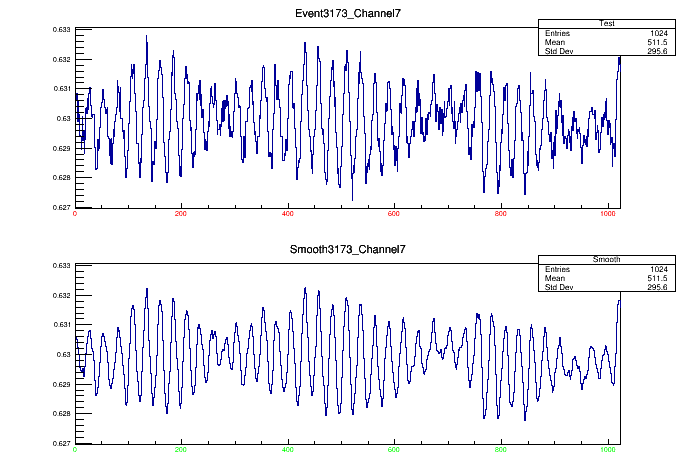 Event3173_Channel7
Test
Entries 1024
Mean 511.5
Std Dev 295.6
0.633
0.632
0.631
0.63
0.629
0.628
0.627
0 200 400 600 800 1000
Smooth3173_Channel7
Smooth
Entries 1024
Mean 511.5
Std Dev 295.6
0.633
0.632
0.631
0.63
0.629
0.628
0.627
0 200 400 600 800 1000